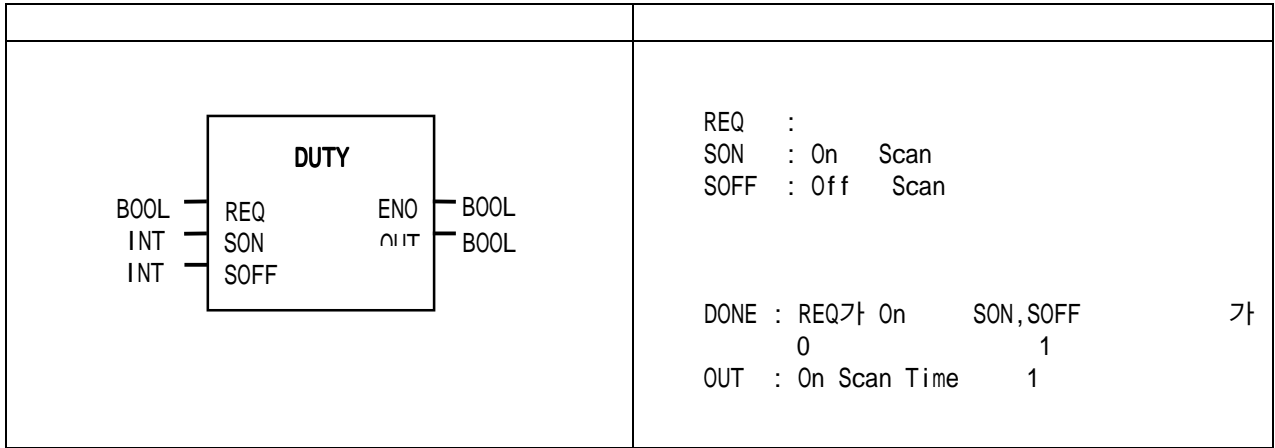 DUTY
BOOL REQ ENO BOOL
INT SON OUT BOOL
INT SOFF
REQ :
SON : On Scan
SOFF : Off Scan
DONE : REQ가 On SON,SOFF 가
0 1
OUT : On Scan Time 1